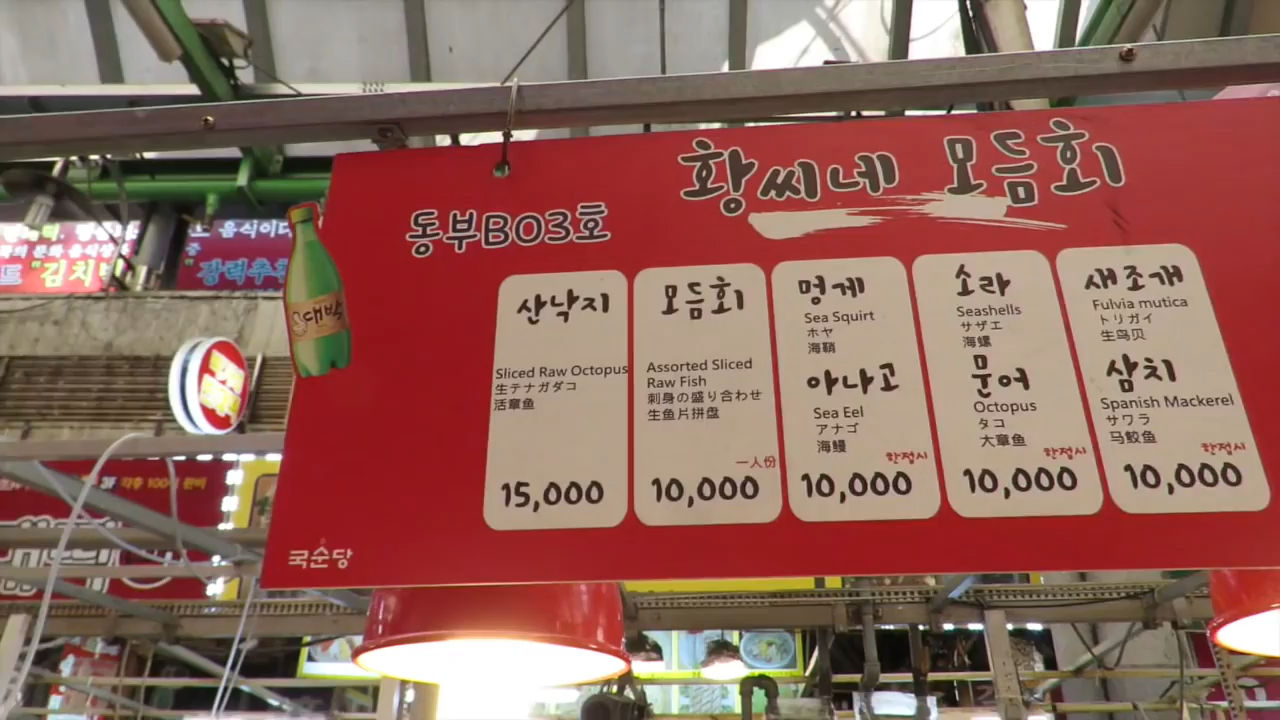 황씨네 모듬회
동부B03호
산낙지
Sliced Raw Octopus
生テナガダコ
活章鱼
15,000
모듬회
Assorted Sliced
Raw Fish
刺身の盛り合わせ
生鱼片拼盘
一人份
10,000
멍게
Sea Squirt
ホヤ
海鞘
아나고
Sea Eel
アナゴ
海鳗
한접시
10,000
소라
Seashells
サザエ
海螺
문어
Octopus
タコ
大章鱼
한접시
10,000
새조개
Fulvia mutica
トリガイ
生鸟贝
삼치
Spanish Mackerel
サワラ
马鲛鱼
한접시
10,000
대박
국순당
음식이다
"강력추
"김치